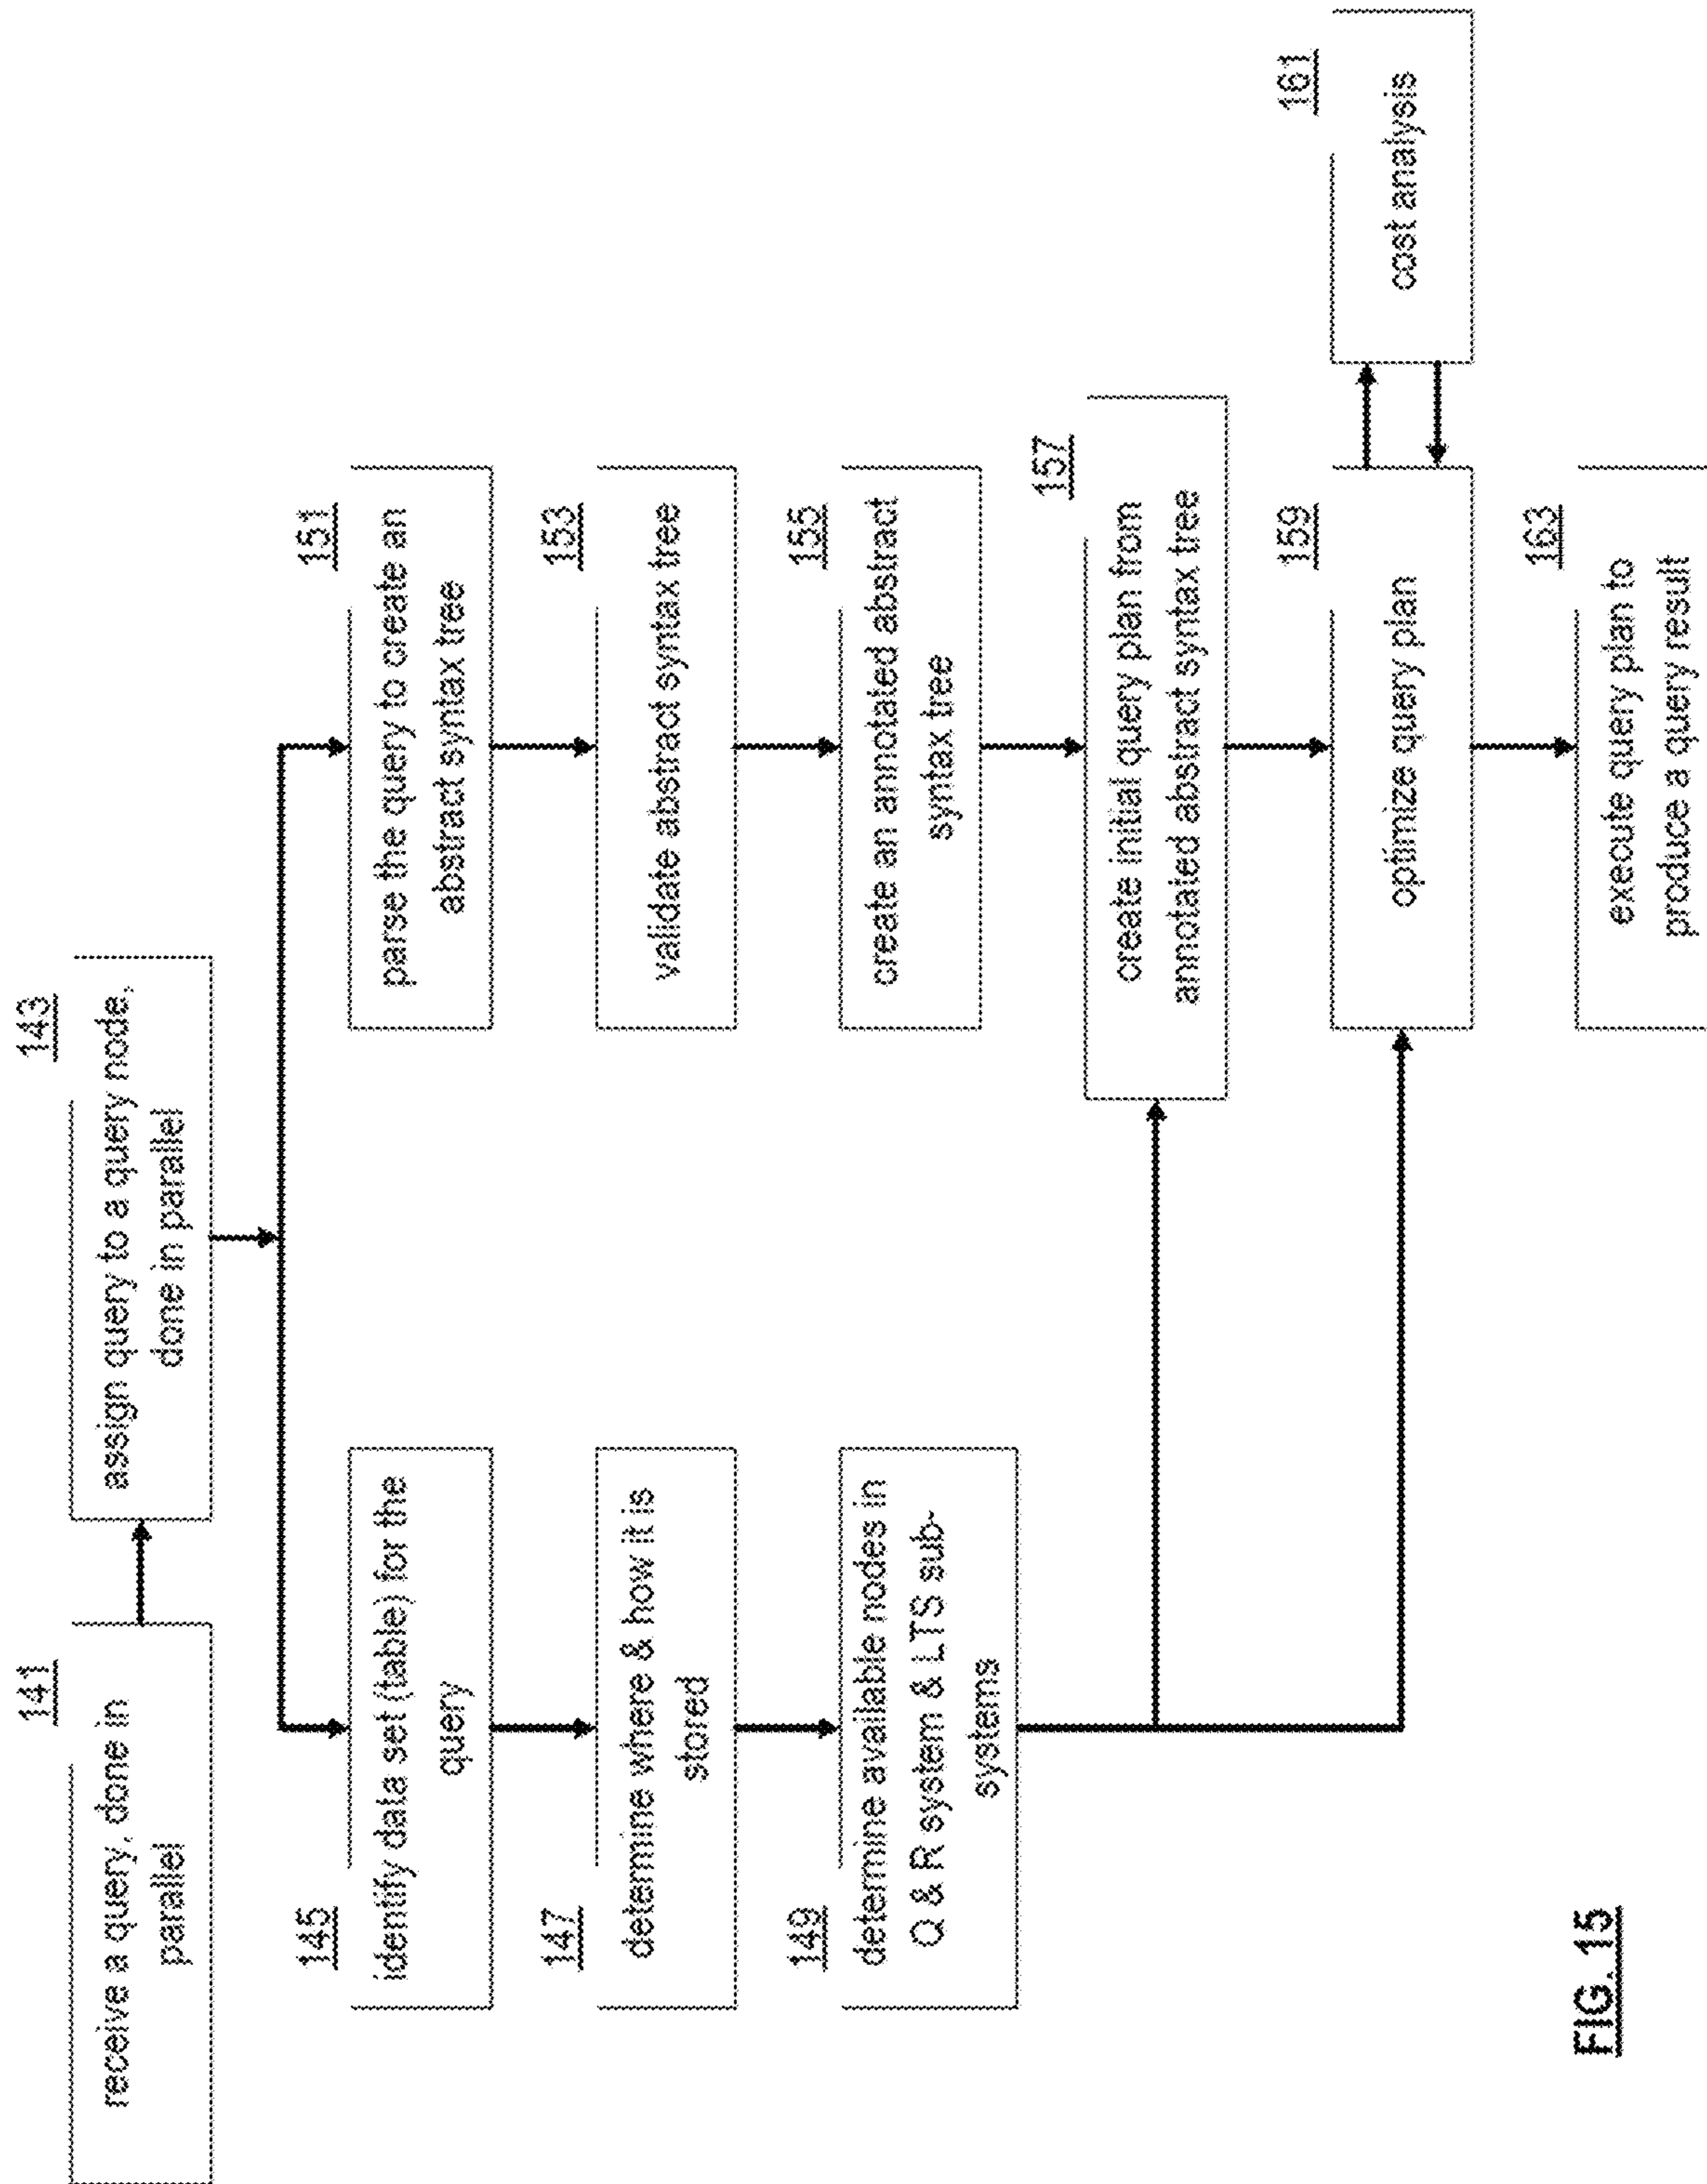 141
receive a query, done in
parallel
143
assign query to a query node,
done in parallel
145
identify data set (table) for the
query
147
determine where & how it is
stored
149
determine available nodes in
Q & R system & LTS sub-
systems
151
parse the query to create an
abstract syntax tree
153
validate abstract syntax tree
155
create an annotated abstract
syntax tree
157
create initial query plan from
annotated abstract syntax tree
159
optimize query plan
161
cost analysis
163
execute query plan to
produce a query result
FIG. 15